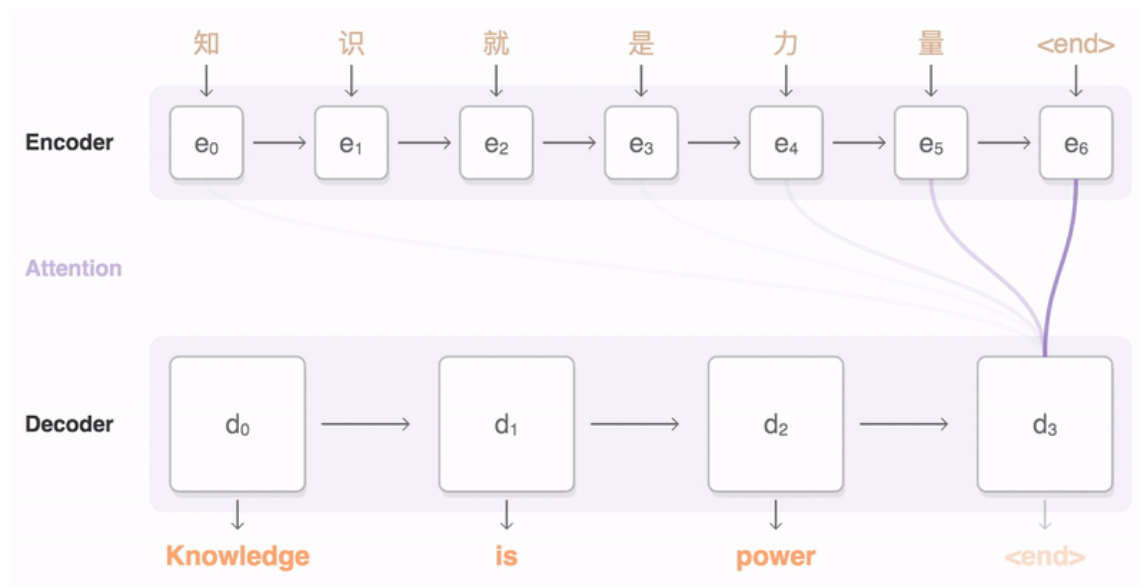 知 识 就 是 力 量 <end>
Encoder e₀ e₁ e₂ e₃ e₄ e₅ e₆
Attention
Decoder d₀ d₁ d₂ d₃
Knowledge is power <end>